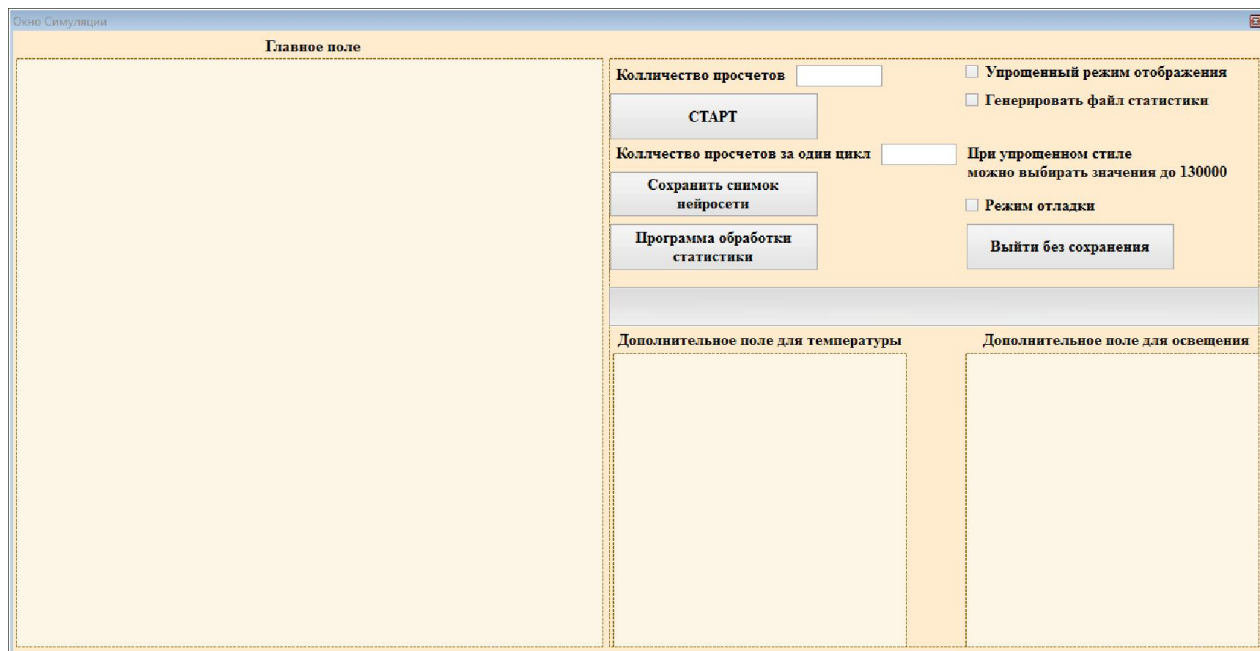 Окно Симуляции
Главное поле
Колличество просчетов
Упрощенный режим отображения
СТАРТ
Генерировать файл статистики
Коллчество просчетов за один цикл
При упрощенном стиле
можно выбирать значения до 130000
Сохранить снимок
нейросети
Режим отладки
Программа обработки
статистики
Выйти без сохранения
Дополнительное поле для температуры
Дополнительное поле для освещения